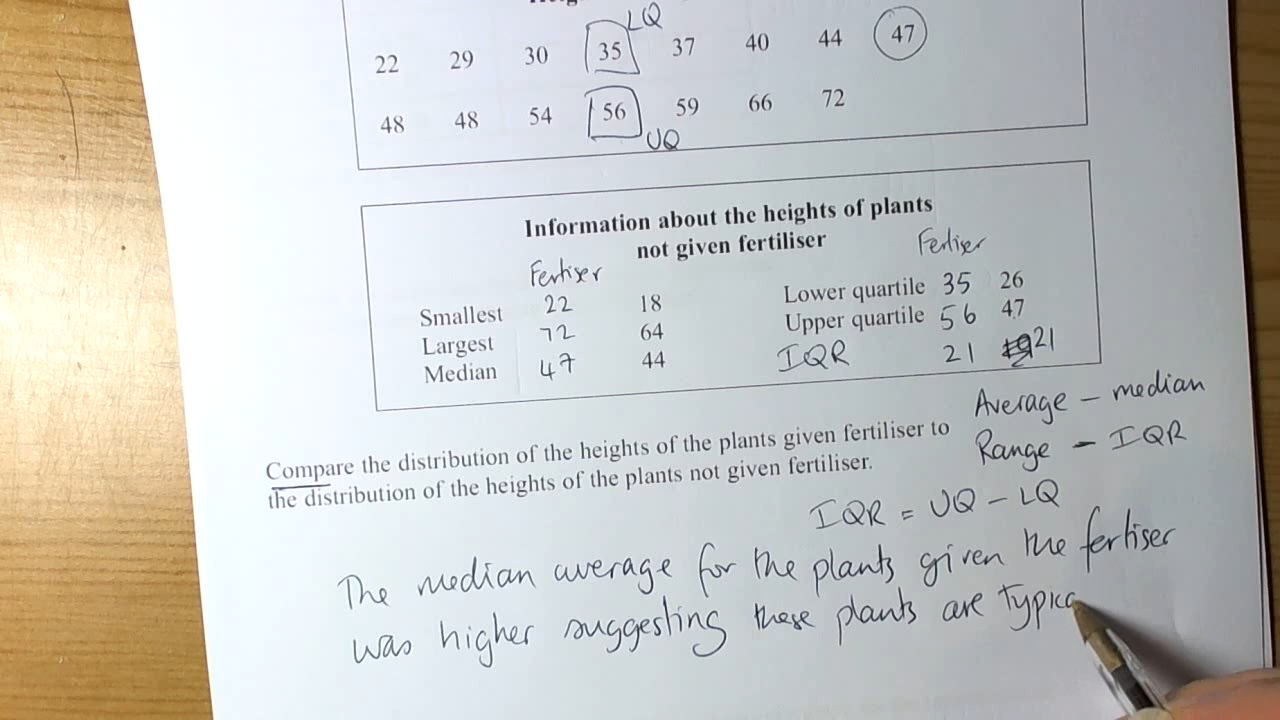 LQ
22 29 30 35 37 40 44 47
48 48 54 56 59 66 72
UQ
Information about the heights of plants
not given fertiliser
Fertiser Fertiser
Smallest 22 18 Lower quartile 35 26
Largest 72 64 Upper quartile 56 47
Median 47 44 IQR 21 21
Average - median
Range - IQR
Compare the distribution of the heights of the plants given fertiliser to
the distribution of the heights of the plants not given fertiliser.
IQR = UQ - LQ
The median average for the plants given the fertiser
was higher suggesting these plants are typica